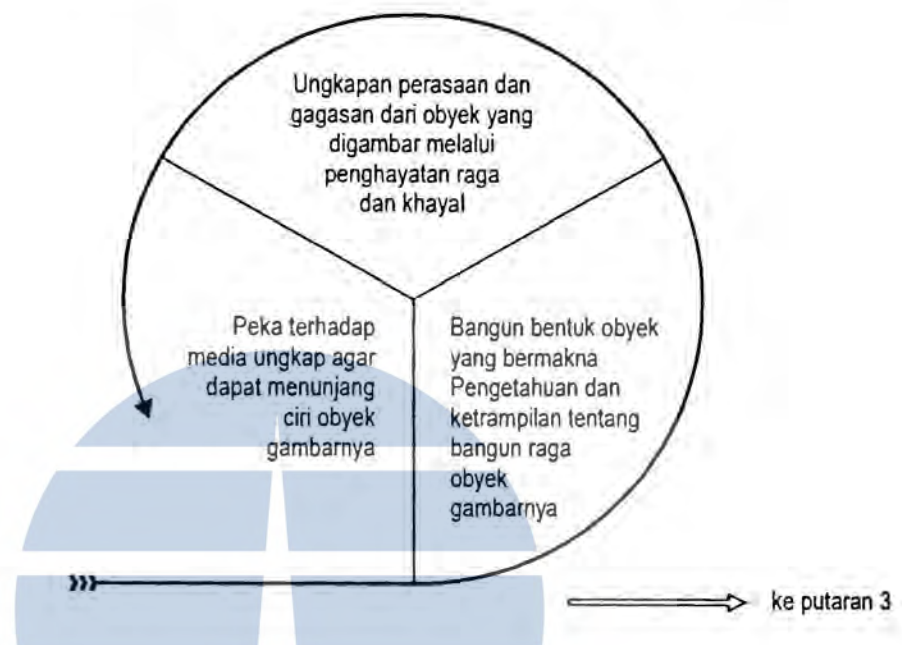 Ungkapan perasaan dan
gagasan dari obyek yang
digambar melalui
penghayatan raga
dan khayal
Peka terhadap
media ungkap agar
dapat menunjang
ciri obyek
gambarnya
Bangun bentuk obyek
yang bermakna
Pengetahuan dan
ketrampilan tentang
bangun raga
obyek
gambarnya
ke putaran 3